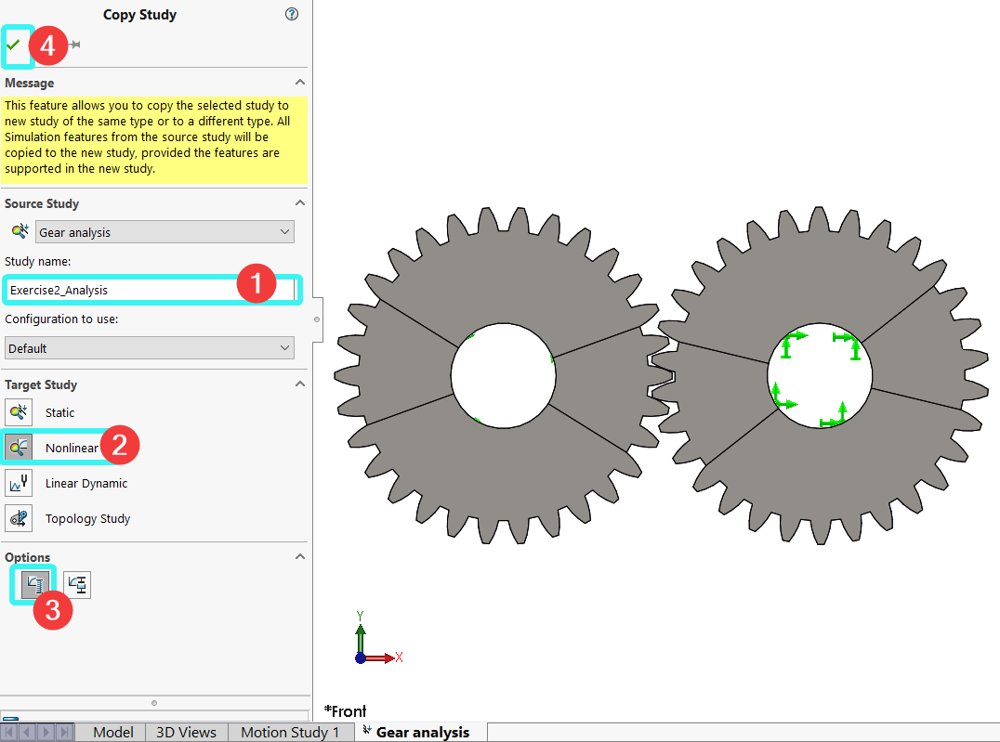 Copy Study
?
4
Message
This feature allows you to copy the selected study to
new study of the same type or to a different type. All
Simulation features from the source study will be
copied to the new study, provided the features are
supported in the new study.
Source Study
Gear analysis
Study name:
Exercise2_Analysis
1
Configuration to use:
Default
Target Study
Static
Nonlinear
2
Linear Dynamic
Topology Study
Options
3
Y
X
*Front
Model
3D Views
Motion Study 1
Gear analysis